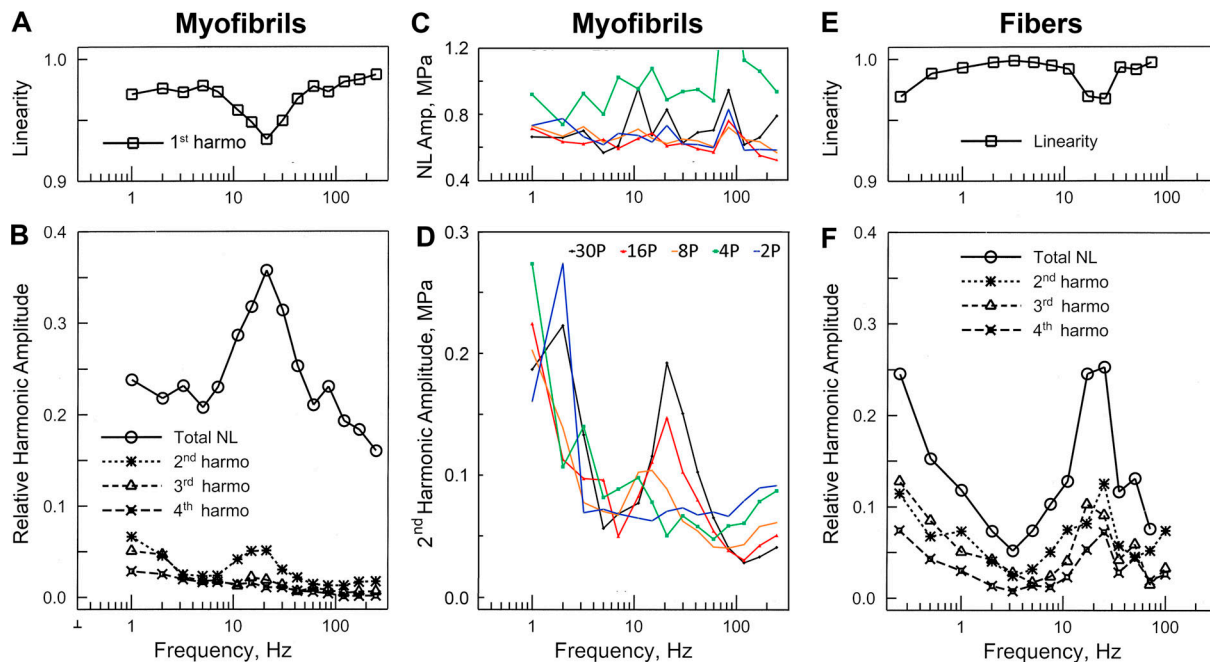 A Myofibrils
1.0
0.9
Linearity
1st harmo
1
10
100
B
0.4
0.3
0.2
0.1
0.0
Relative Harmonic Amplitude
Total NL
2nd harmo
3rd harmo
4th harmo
1
10
100
Frequency, Hz
C Myofibrils
1.2
1.0
0.8
0.6
0.4
NL Amp, MPa
1
10
100
D
0.3
0.2
0.1
0.0
2nd Harmonic Amplitude, MPa
30P 16P 8P 4P 2P
1
10
100
Frequency, Hz
E Fibers
1.0
0.9
Linearity
Linearity
1
10
100
F
0.4
0.3
0.2
0.1
0.0
Relative Harmonic Amplitude
Total NL
2nd harmo
3rd harmo
4th harmo
1
10
100
Frequency, Hz